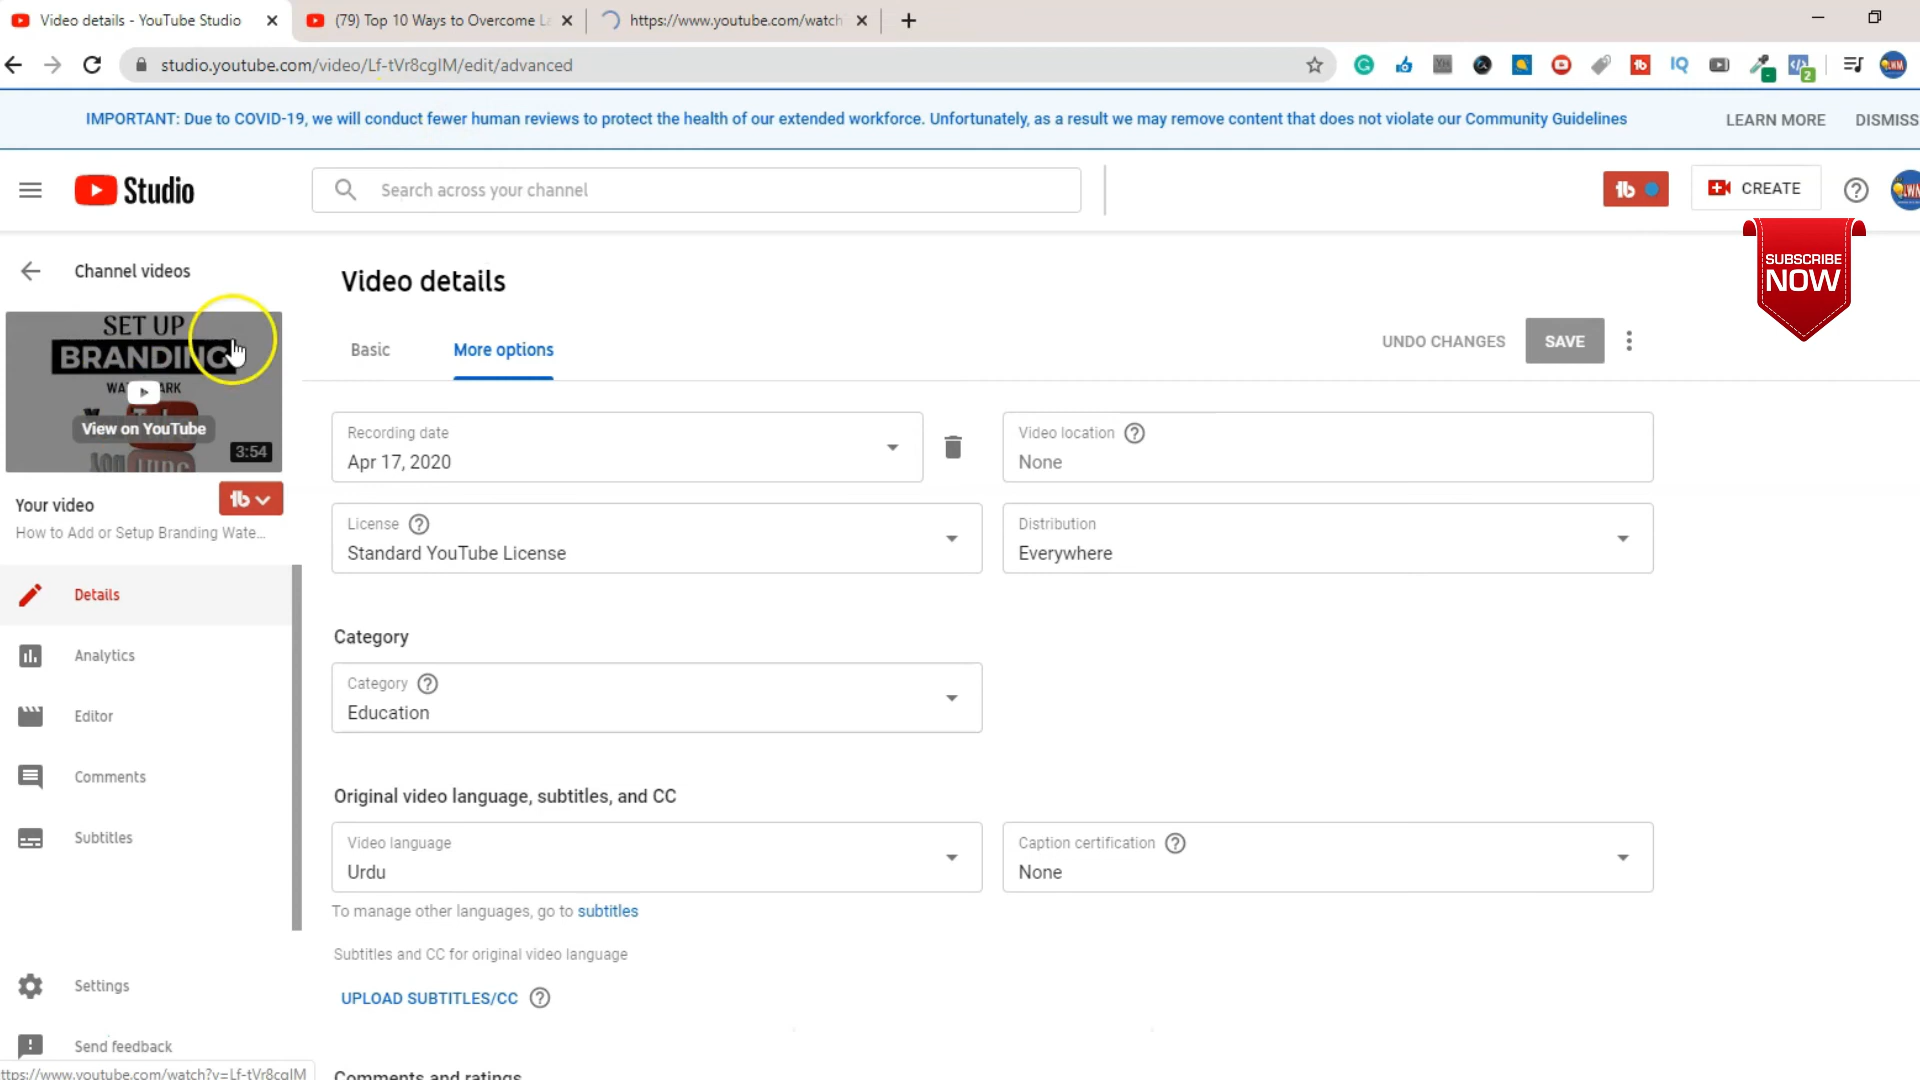 Video details - YouTube Studio
(79) Top 10 Ways to Overcome
https://www.youtube.com/watch
studio.youtube.com/video/Lf-tVr8cgIM/edit/advanced
IQ
2
IMPORTANT: Due to COVID-19, we will conduct fewer human reviews to protect the health of our extended workforce. Unfortunately, as a result we may remove content that does not violate our Community Guidelines
LEARN MORE
DISMISS
Studio
Search across your channel
CREATE
SUBSCRIBE
NOW
Channel videos
Video details
SET UP
BRANDING
View on YouTube
3:54
Basic
More options
UNDO CHANGES
SAVE
Your video
How to Add or Setup Branding Wate...
Details
Analytics
Editor
Comments
Subtitles
Settings
Send feedback
Recording date
Apr 17, 2020
Video location
None
License
Standard YouTube License
Distribution
Everywhere
Category
Category
Education
Original video language, subtitles, and CC
Video language
Urdu
Caption certification
None
To manage other languages, go to subtitles
Subtitles and CC for original video language
UPLOAD SUBTITLES/CC
Comments and ratings
ttps://www.youtube.com/watch?v=Lf-tVr8cgIM